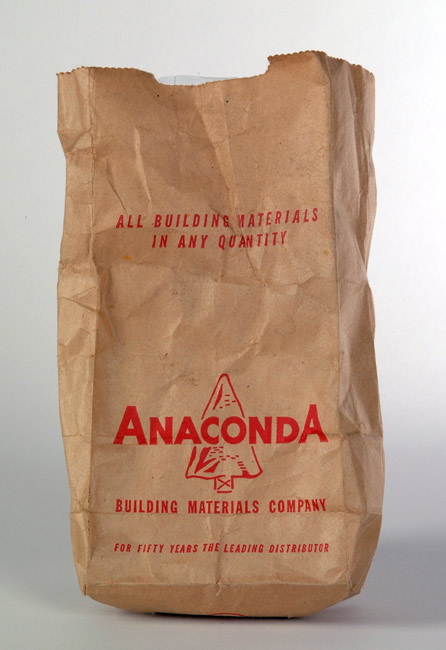 ALL BUILDING MATERIALS
IN ANY QUANTITY
ANACONDA
BUILDING MATERIALS COMPANY
FOR FIFTY YEARS THE LEADING DISTRIBUTOR